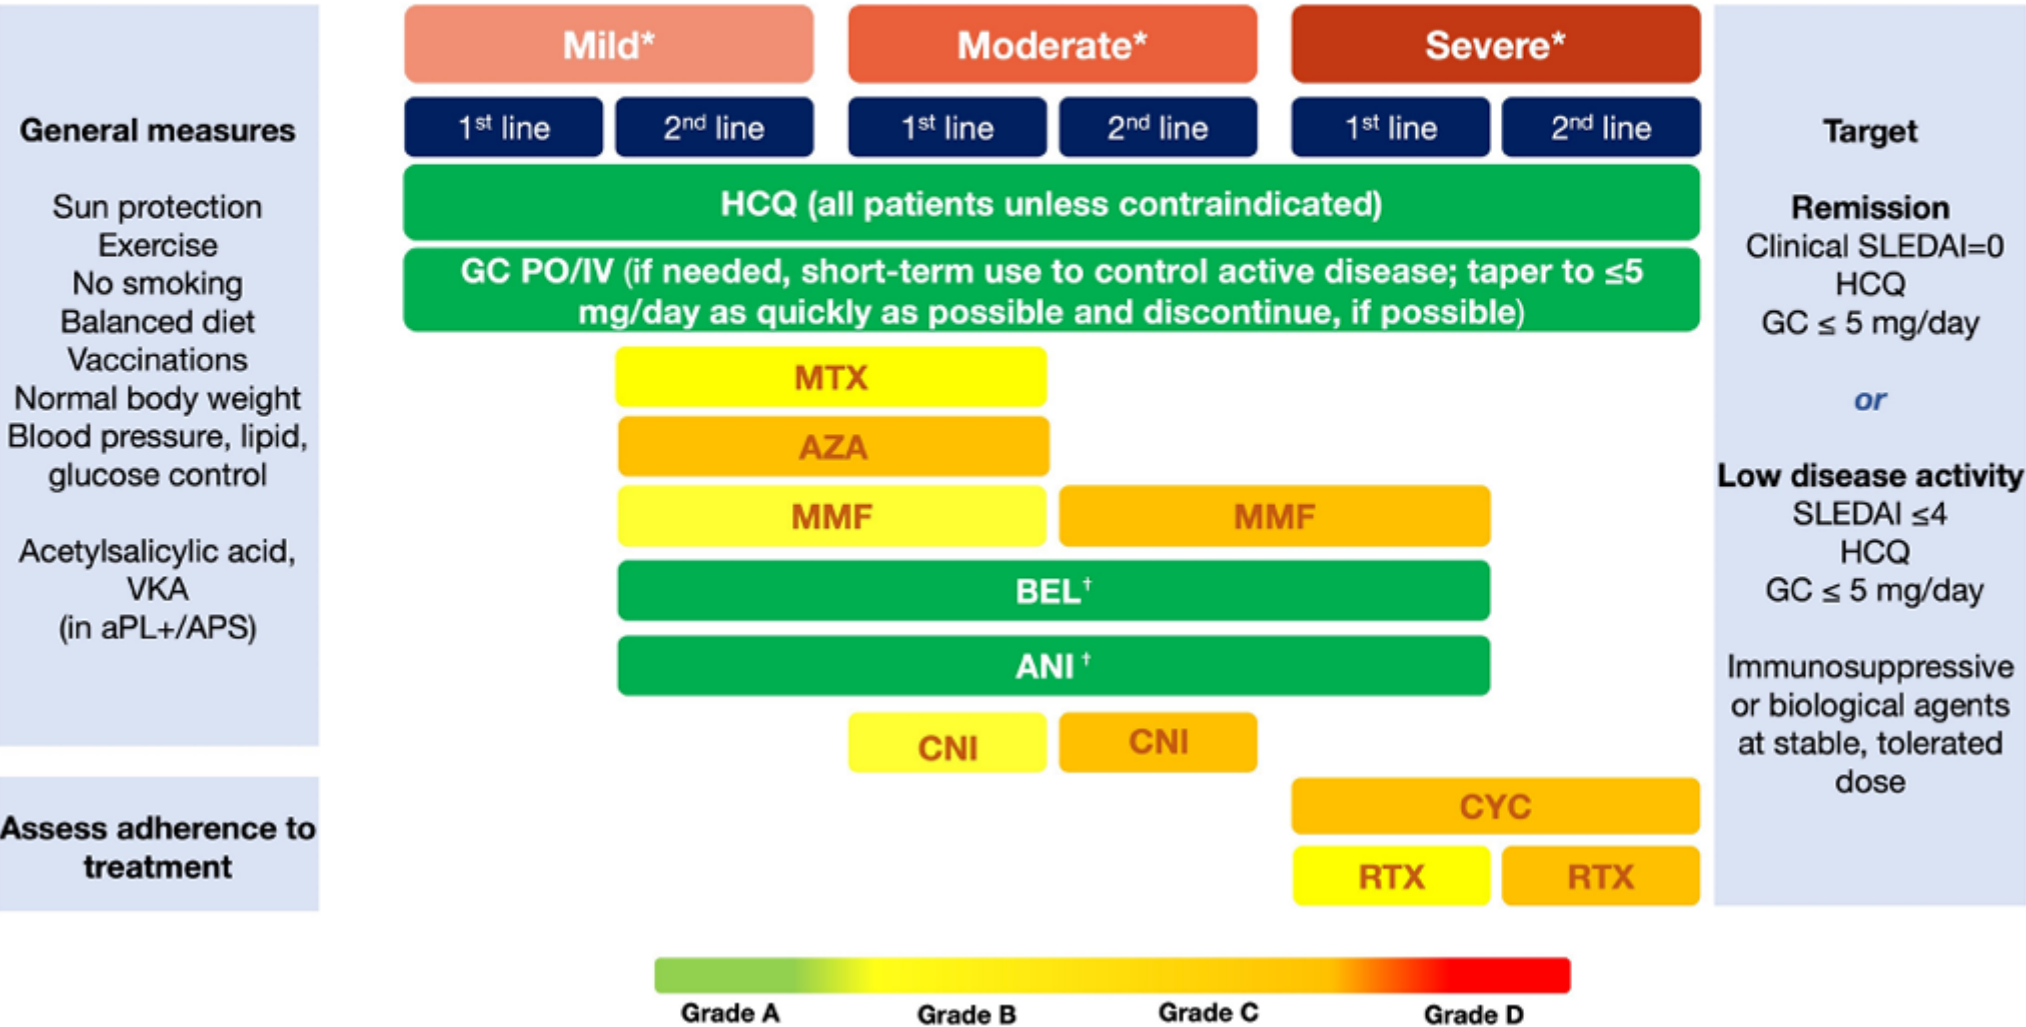 General measures
Sun protection
Exercise
No smoking
Balanced diet
Vaccinations
Normal body weight
Blood pressure, lipid,
glucose control
Acetylsalicylic acid,
VKA
(in aPL+/APS)
Assess adherence to
treatment
Mild*
Moderate*
Severe*
1st line
2nd line
1st line
2nd line
1st line
2nd line
HCQ (all patients unless contraindicated)
GC PO/IV (if needed, short-term use to control active disease; taper to ≤5
mg/day as quickly as possible and discontinue, if possible)
MTX
AZA
MMF
MMF
BEL†
ANI †
CNI
CNI
CYC
RTX
RTX
Target
Remission
Clinical SLEDAI=0
HCQ
GC ≤ 5 mg/day
or
Low disease activity
SLEDAI ≤4
HCQ
GC ≤ 5 mg/day
Immunosuppressive
or biological agents
at stable, tolerated
dose
Grade A
Grade B
Grade C
Grade D